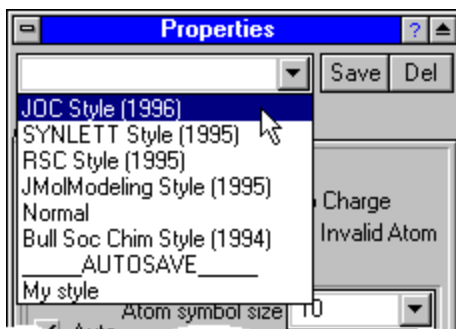 Properties ?
Save Del
JOC Style (1996)
SYNLETT Style (1995)
RSC Style (1995)
JMolModeling Style (1995)
Charge
Normal
Bull Soc Chim Style (1994)
Invalid Atom
_____AUTOSAVE_____
My style
Atom symbol size 10
Auto